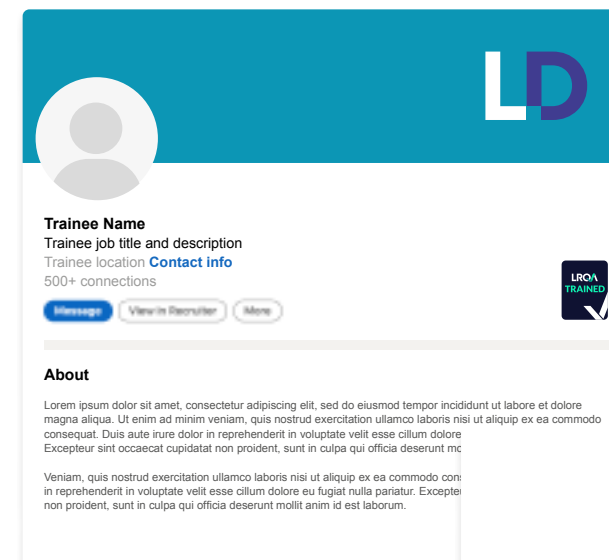 LD
Trainee Name
Trainee job title and description
Trainee location Contact info
500+ connections
LRQA
TRAINED
Message View in Recruiter More
About
Lorem ipsum dolor sit amet, consectetur adipiscing elit, sed do eiusmod tempor incididunt ut labore et dolore
magna aliqua. Ut enim ad minim veniam, quis nostrud exercitation ullamco laboris nisi ut aliquip ex ea commodo
consequat. Duis aute irure dolor in reprehenderit in voluptate velit esse cillum dolore
Excepteur sint occaecat cupidatat non proident, sunt in culpa qui officia deserunt
Veniam, quis nostrud exercitation ullamco laboris nisi ut aliquip ex ea commodo
in reprehenderit in voluptate velit esse cillum dolore eu fugiat nulla pariatur.
non proident, sunt in culpa qui officia deserunt mollit anim id est laborum.